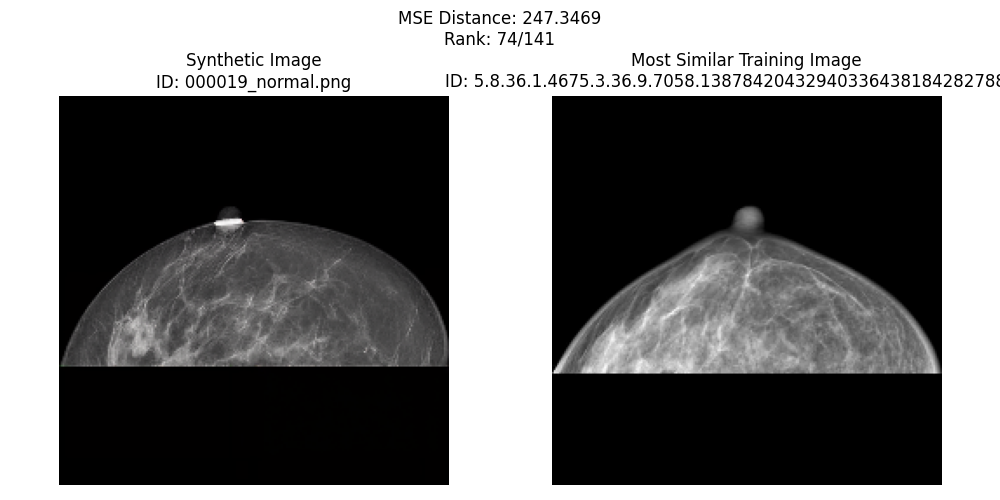 MSE Distance: 247.3469
Rank: 74/141
Synthetic Image
ID: 000019_normal.png
Most Similar Training Image
ID: 5.8.36.1.4675.3.36.9.7058.13878420432940336438184282788